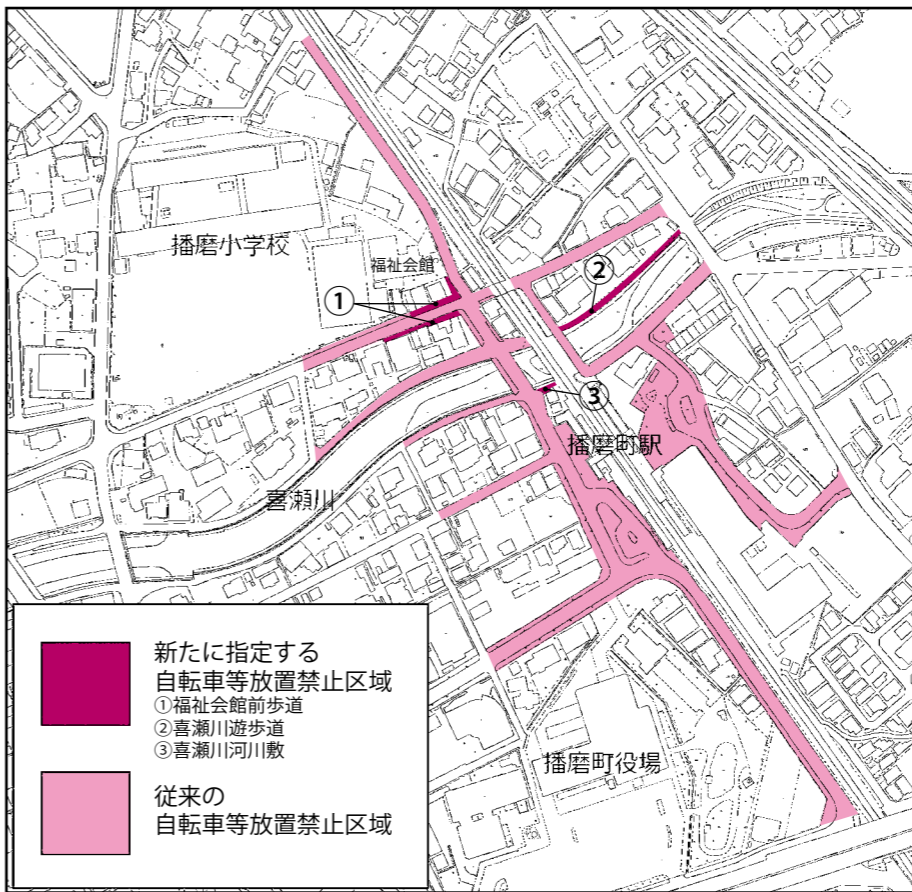 播磨小学校
福祉会館
①
②
③
播磨町駅
喜瀬川
播磨町役場
新たに指定する
自転車等放置禁止区域
①福祉会館前歩道
②喜瀬川遊歩道
③喜瀬川河川敷
従来の
自転車等放置禁止区域